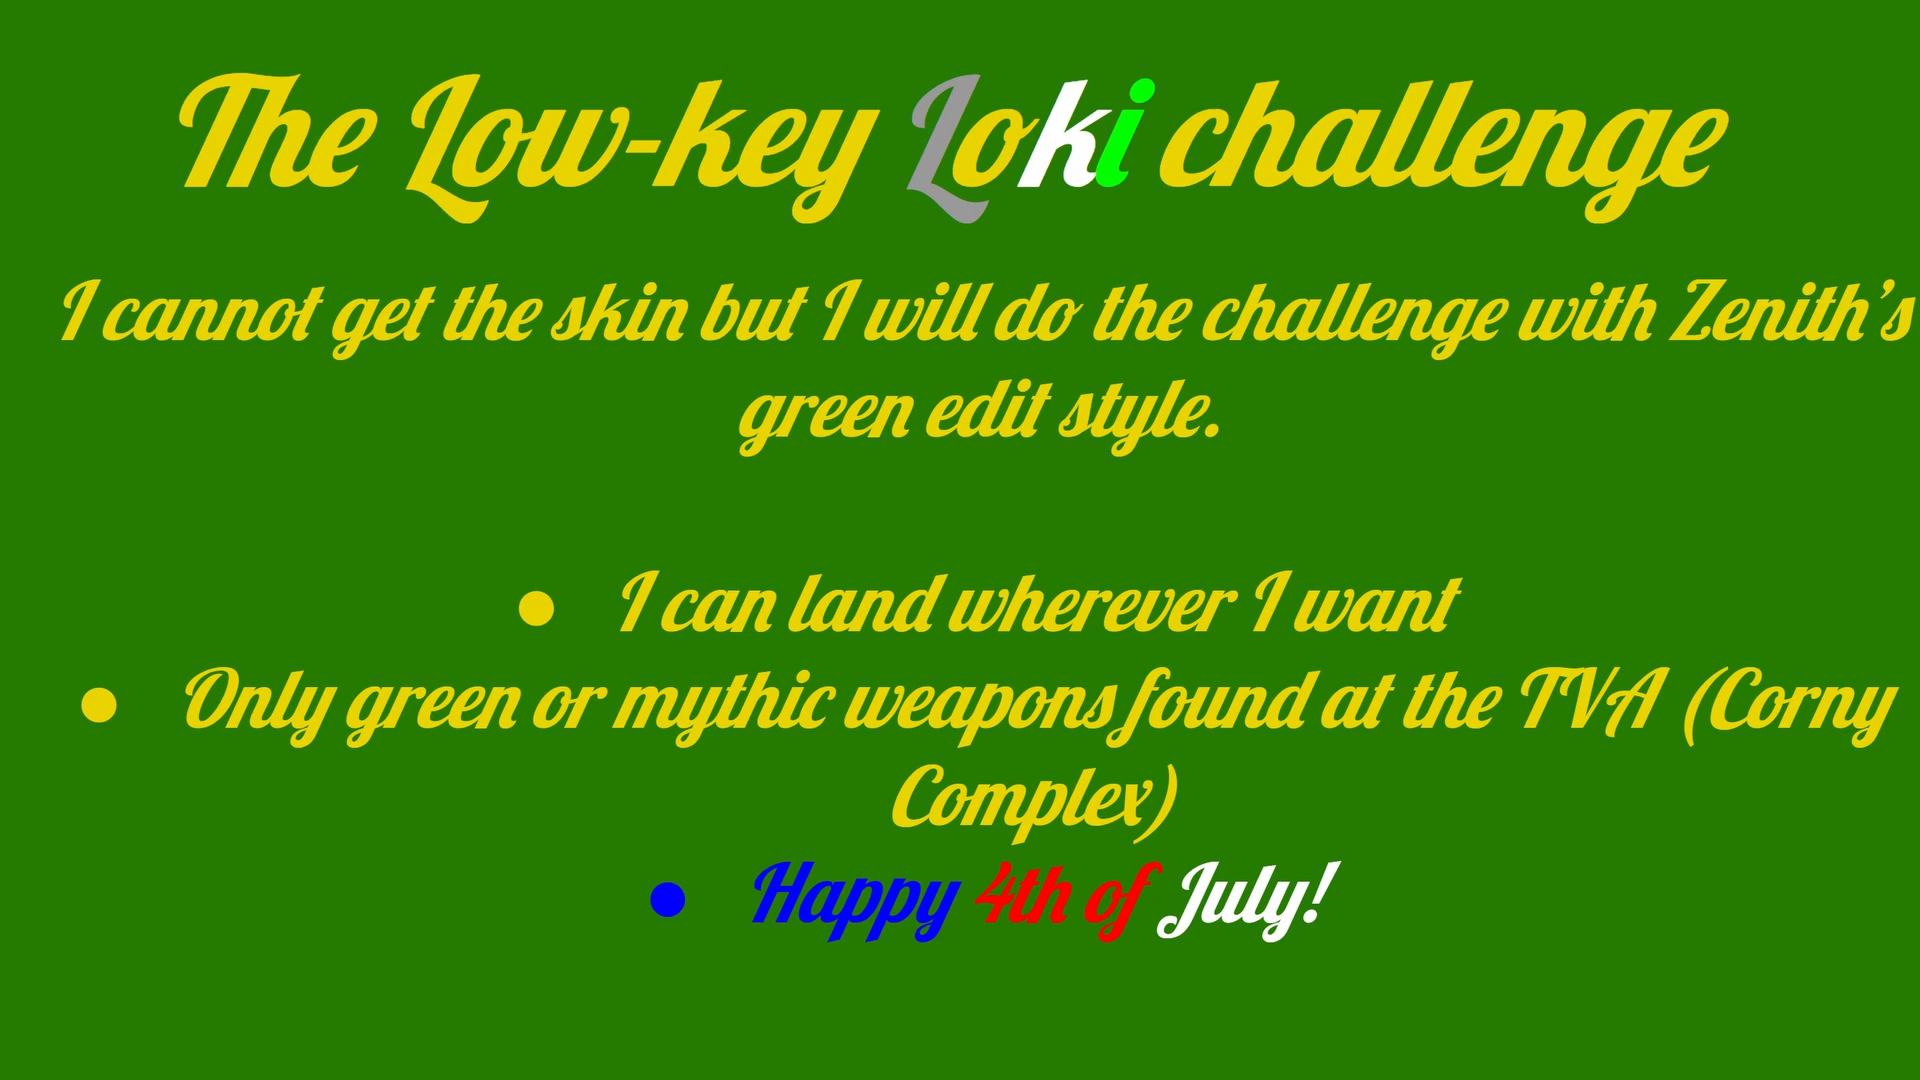 The Low-key Loki challenge
I cannot get the skin but I will do the challenge with Zenith's
green edit style.
● I can land wherever I want
● Only green or mythic weapons found at the TVA (Corny
Complex)
● Happy 4th of July!